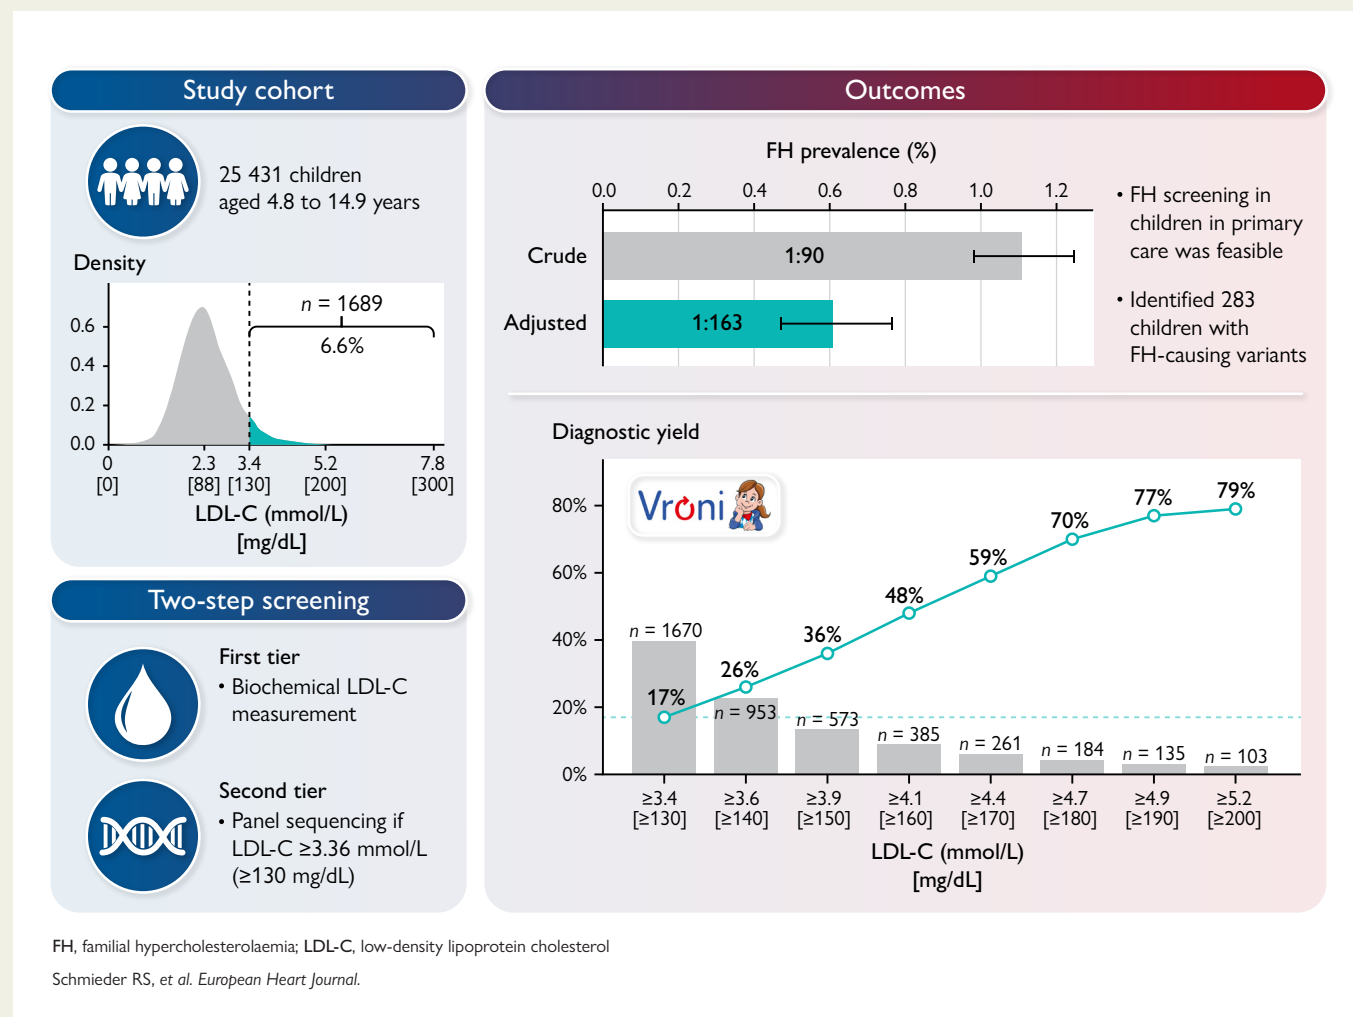 Study cohort
25 431 children
aged 4.8 to 14.9 years
Density
n = 1689
6.6%
0.6
0.4
0.2
0.0
0 2.3 3.4 5.2 7.8
[0] [88] [130] [200] [300]
LDL-C (mmol/L)
[mg/dL]
Two-step screening
First tier
• Biochemical LDL-C
measurement
Second tier
• Panel sequencing if
LDL-C ≥3.36 mmol/L
(≥130 mg/dL)
Outcomes
FH prevalence (%)
0.0 0.2 0.4 0.6 0.8 1.0 1.2
Crude 1:90
Adjusted 1:163
• FH screening in
children in primary
care was feasible
• Identified 283
children with
FH-causing variants
Diagnostic yield
Vroni
80%
60%
40%
20%
0%
17% 26% 36% 48% 59% 70% 77% 79%
n = 1670 n = 953 n = 573 n = 385 n = 261 n = 184 n = 135 n = 103
≥3.4 ≥3.6 ≥3.9 ≥4.1 ≥4.4 ≥4.7 ≥4.9 ≥5.2
[≥130] [≥140] [≥150] [≥160] [≥170] [≥180] [≥190] [≥200]
LDL-C (mmol/L)
[mg/dL]
FH, familial hypercholesterolaemia; LDL-C, low-density lipoprotein cholesterol
Schmieder RS, et al. European Heart Journal.